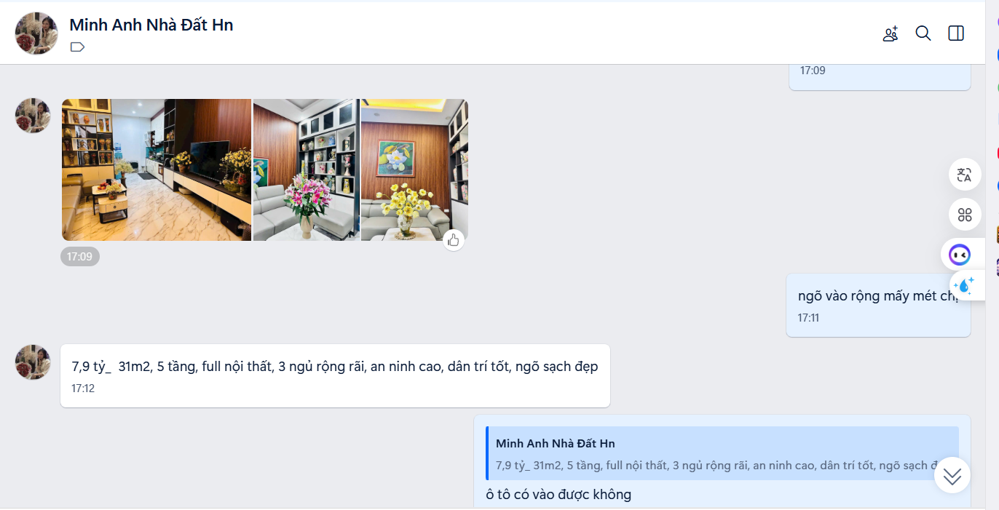 Minh Anh Nhà Đất Hn
17:09
17:09
ngõ vào rộng mấy mét
17:11
7,9 tỷ_ 31m2, 5 tầng, full nội thất, 3 ngủ rộng rãi, an ninh cao, dân trí tốt, ngõ sạch đẹp
17:12
Minh Anh Nhà Đất Hn
7,9 tỷ_ 31m2, 5 tầng, full nội thất, 3 ngủ rộng rãi, an ninh cao, dân trí tốt, ngõ sạch
ô tô có vào được không